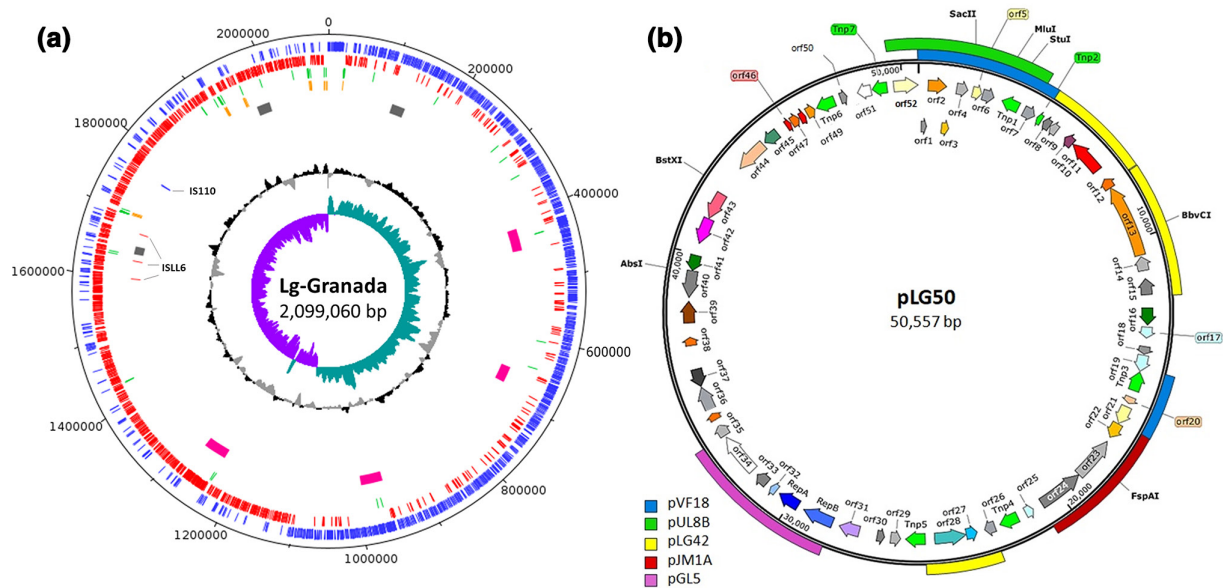 (a)
0
200000
400000
600000
800000
1000000
1200000
1400000
1600000
1800000
2000000
IS110
ISLL6
Lg-Granada
2,099,060 bp
(b)
SacII
orf5
MluI
StuI
Tnp2
BbvCI
orf17
orf20
FspAI
AbsI
BstXI
orf46
orf50
Tnp7
50,000
orf51
orf52
orf2
orf4
orf6
Tnp1
orf7
orf8
orf9
orf1
orf3
orf11
orf10
orf12
10,000
orf13
orf14
orf15
orf16
orf18
orf19
Tnp3
orf21
orf22
orf23
orf24
20,000
orf25
orf26
Tnp4
orf27
orf28
Tnp5
orf29
orf30
orf31
RepB
30,000
RepA
orf32
orf33
orf34
orf35
orf36
orf37
orf38
orf39
orf40
orf41
40,000
orf42
orf43
orf44
orf45
orf47
orf49
Tnp6
pLG50
50,557 bp
pVF18
pUL8B
pLG42
pJM1A
pGL5